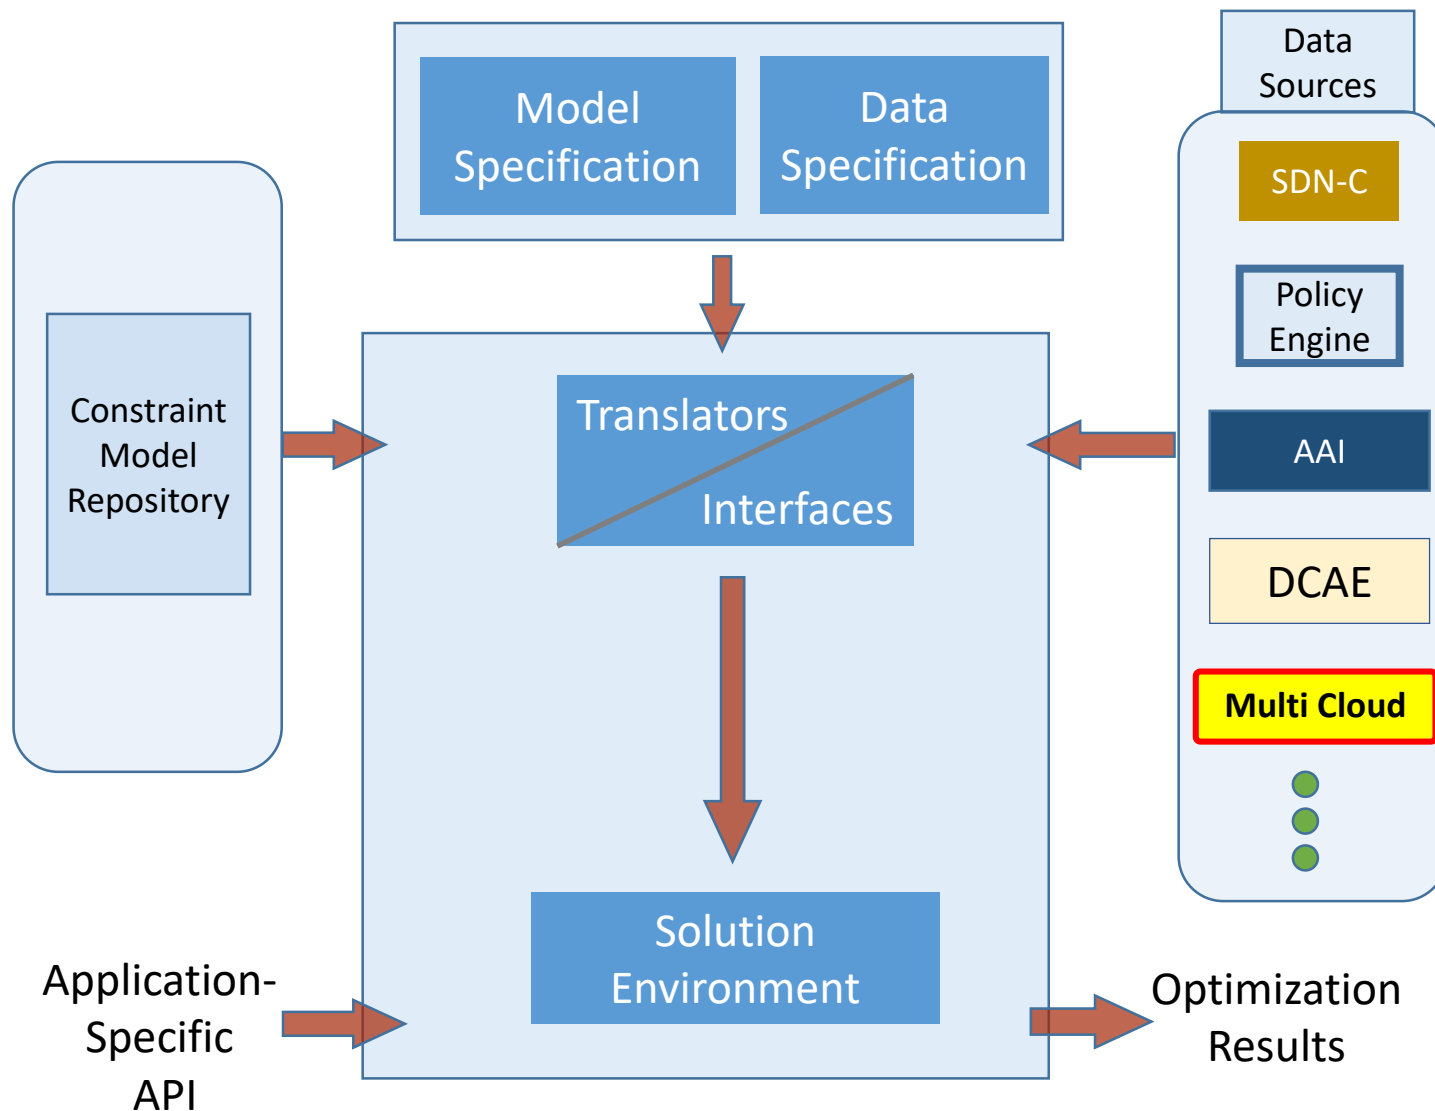 Model
Specification
Data
Specification
Data
Sources
SDN-C
Policy
Engine
AAI
DCAE
Multi Cloud
Constraint
Model
Repository
Translators
Interfaces
Solution
Environment
Application-
Specific
API
Optimization
Results